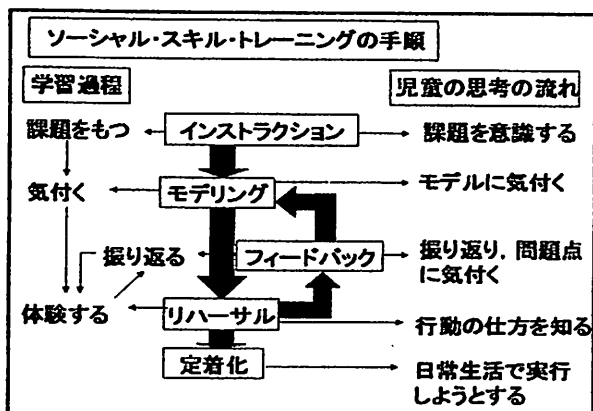 ソーシャル・スキル・トレーニングの手順
学習過程
児童の思考の流れ
課題をもつ
インストラクション
課題を意識する
気付く
モデリング
モデルに気付く
振り返る
フィードバック
振り返り，問題点
に気付く
体験する
リハーサル
行動の仕方を知る
定着化
日常生活で実行
しようとする